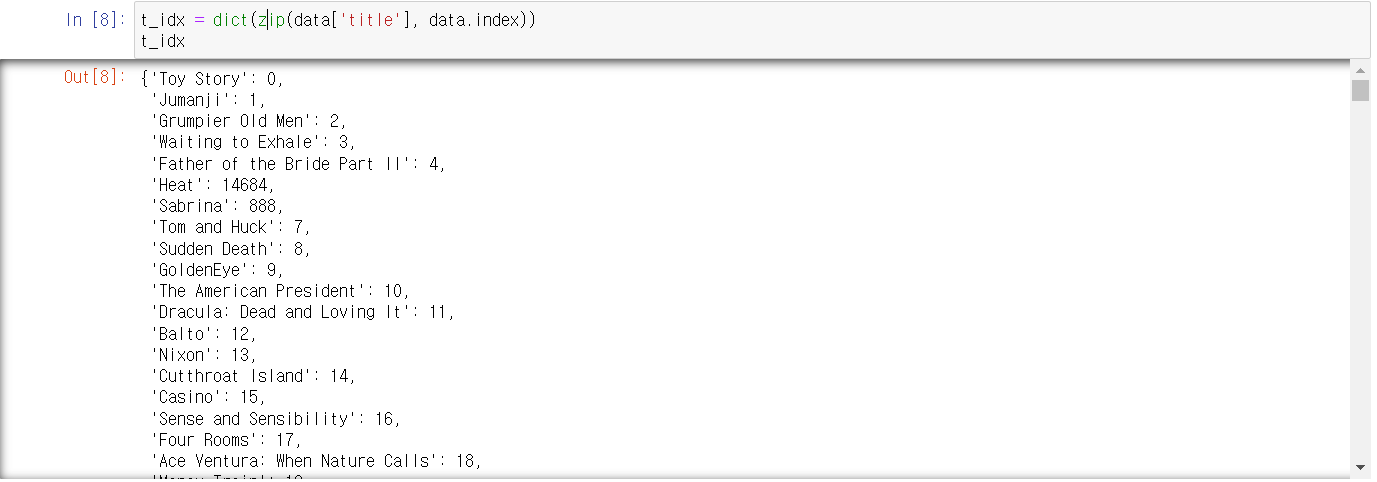 In [8]: t_idx = dict(zip(data['title'], data.index))
t_idx
Out[8]: {'Toy Story': 0,
'Jumanji': 1,
'Grumpier Old Men': 2,
'Waiting to Exhale': 3,
'Father of the Bride Part II': 4,
'Heat': 14684,
'Sabrina': 888,
'Tom and Huck': 7,
'Sudden Death': 8,
'GoldenEye': 9,
'The American President': 10,
'Dracula: Dead and Loving It': 11,
'Balto': 12,
'Nixon': 13,
'Cutthroat Island': 14,
'Casino': 15,
'Sense and Sensibility': 16,
'Four Rooms': 17,
'Ace Ventura: When Nature Calls': 18,